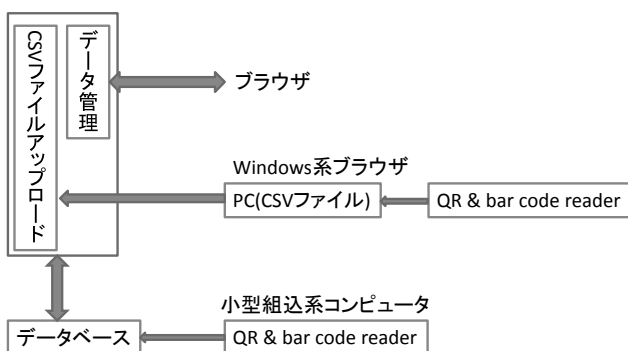 CSVファイルアップロード
データ管理
ブラウザ
Windows系ブラウザ
PC(CSVファイル)
QR & bar code reader
小型組込系コンピュータ
データベース
QR & bar code reader